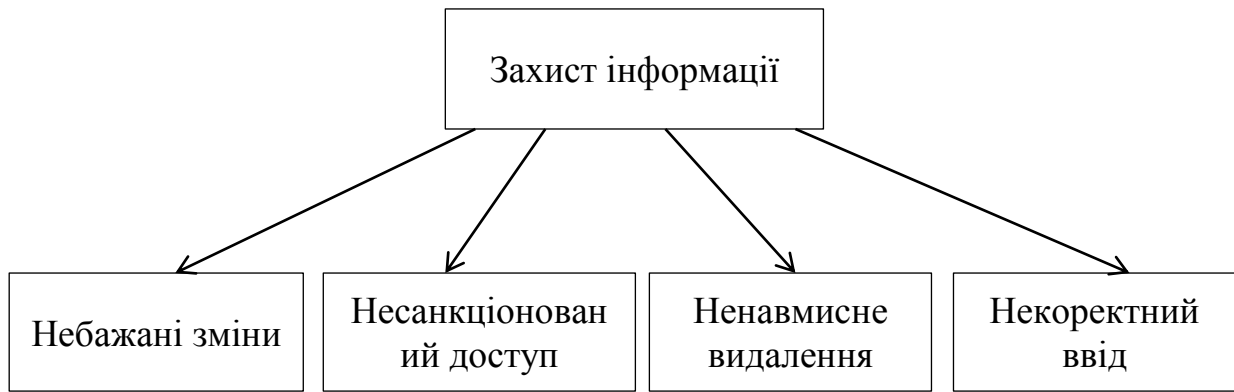 Захист інформації
Небажані зміни
Несанкціонован
ий доступ
Ненавмисне
видалення
Некоректний
ввід